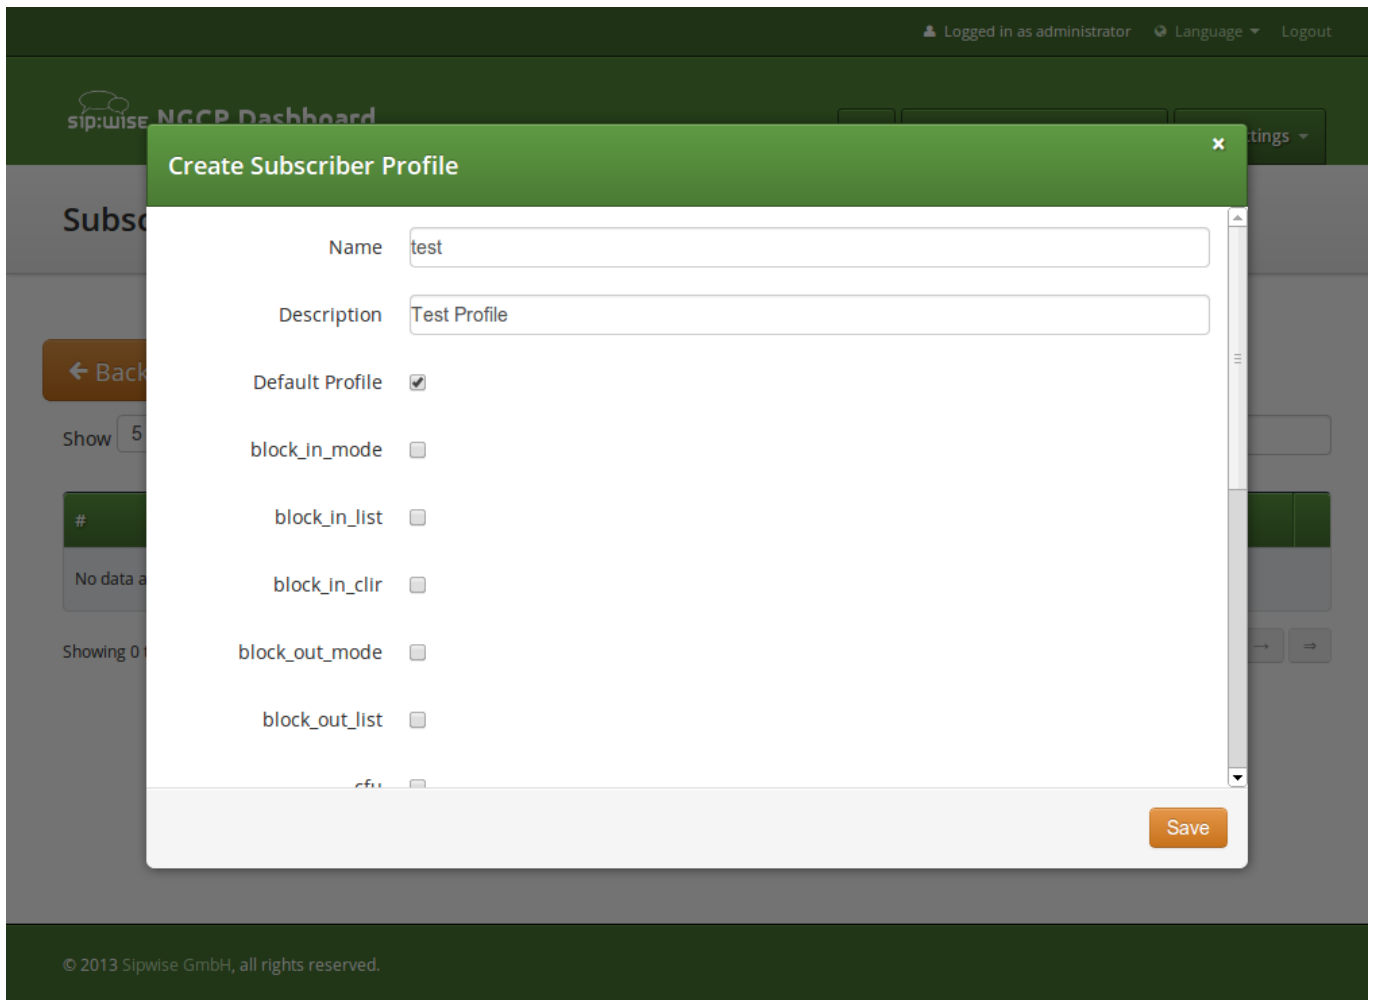 Logged in as administrator Language Logout
sip:wise NGCP Dashboard
ttings
Create Subscriber Profile ×
Subsc
Name test
Description Test Profile
← Back
Default Profile
Show 5
block_in_mode
#
block_in_list
No data a
block_in_clir
Showing 0 t
block_out_mode
→ ⇒
block_out_list
cfu
Save
© 2013 Sipwise GmbH, all rights reserved.